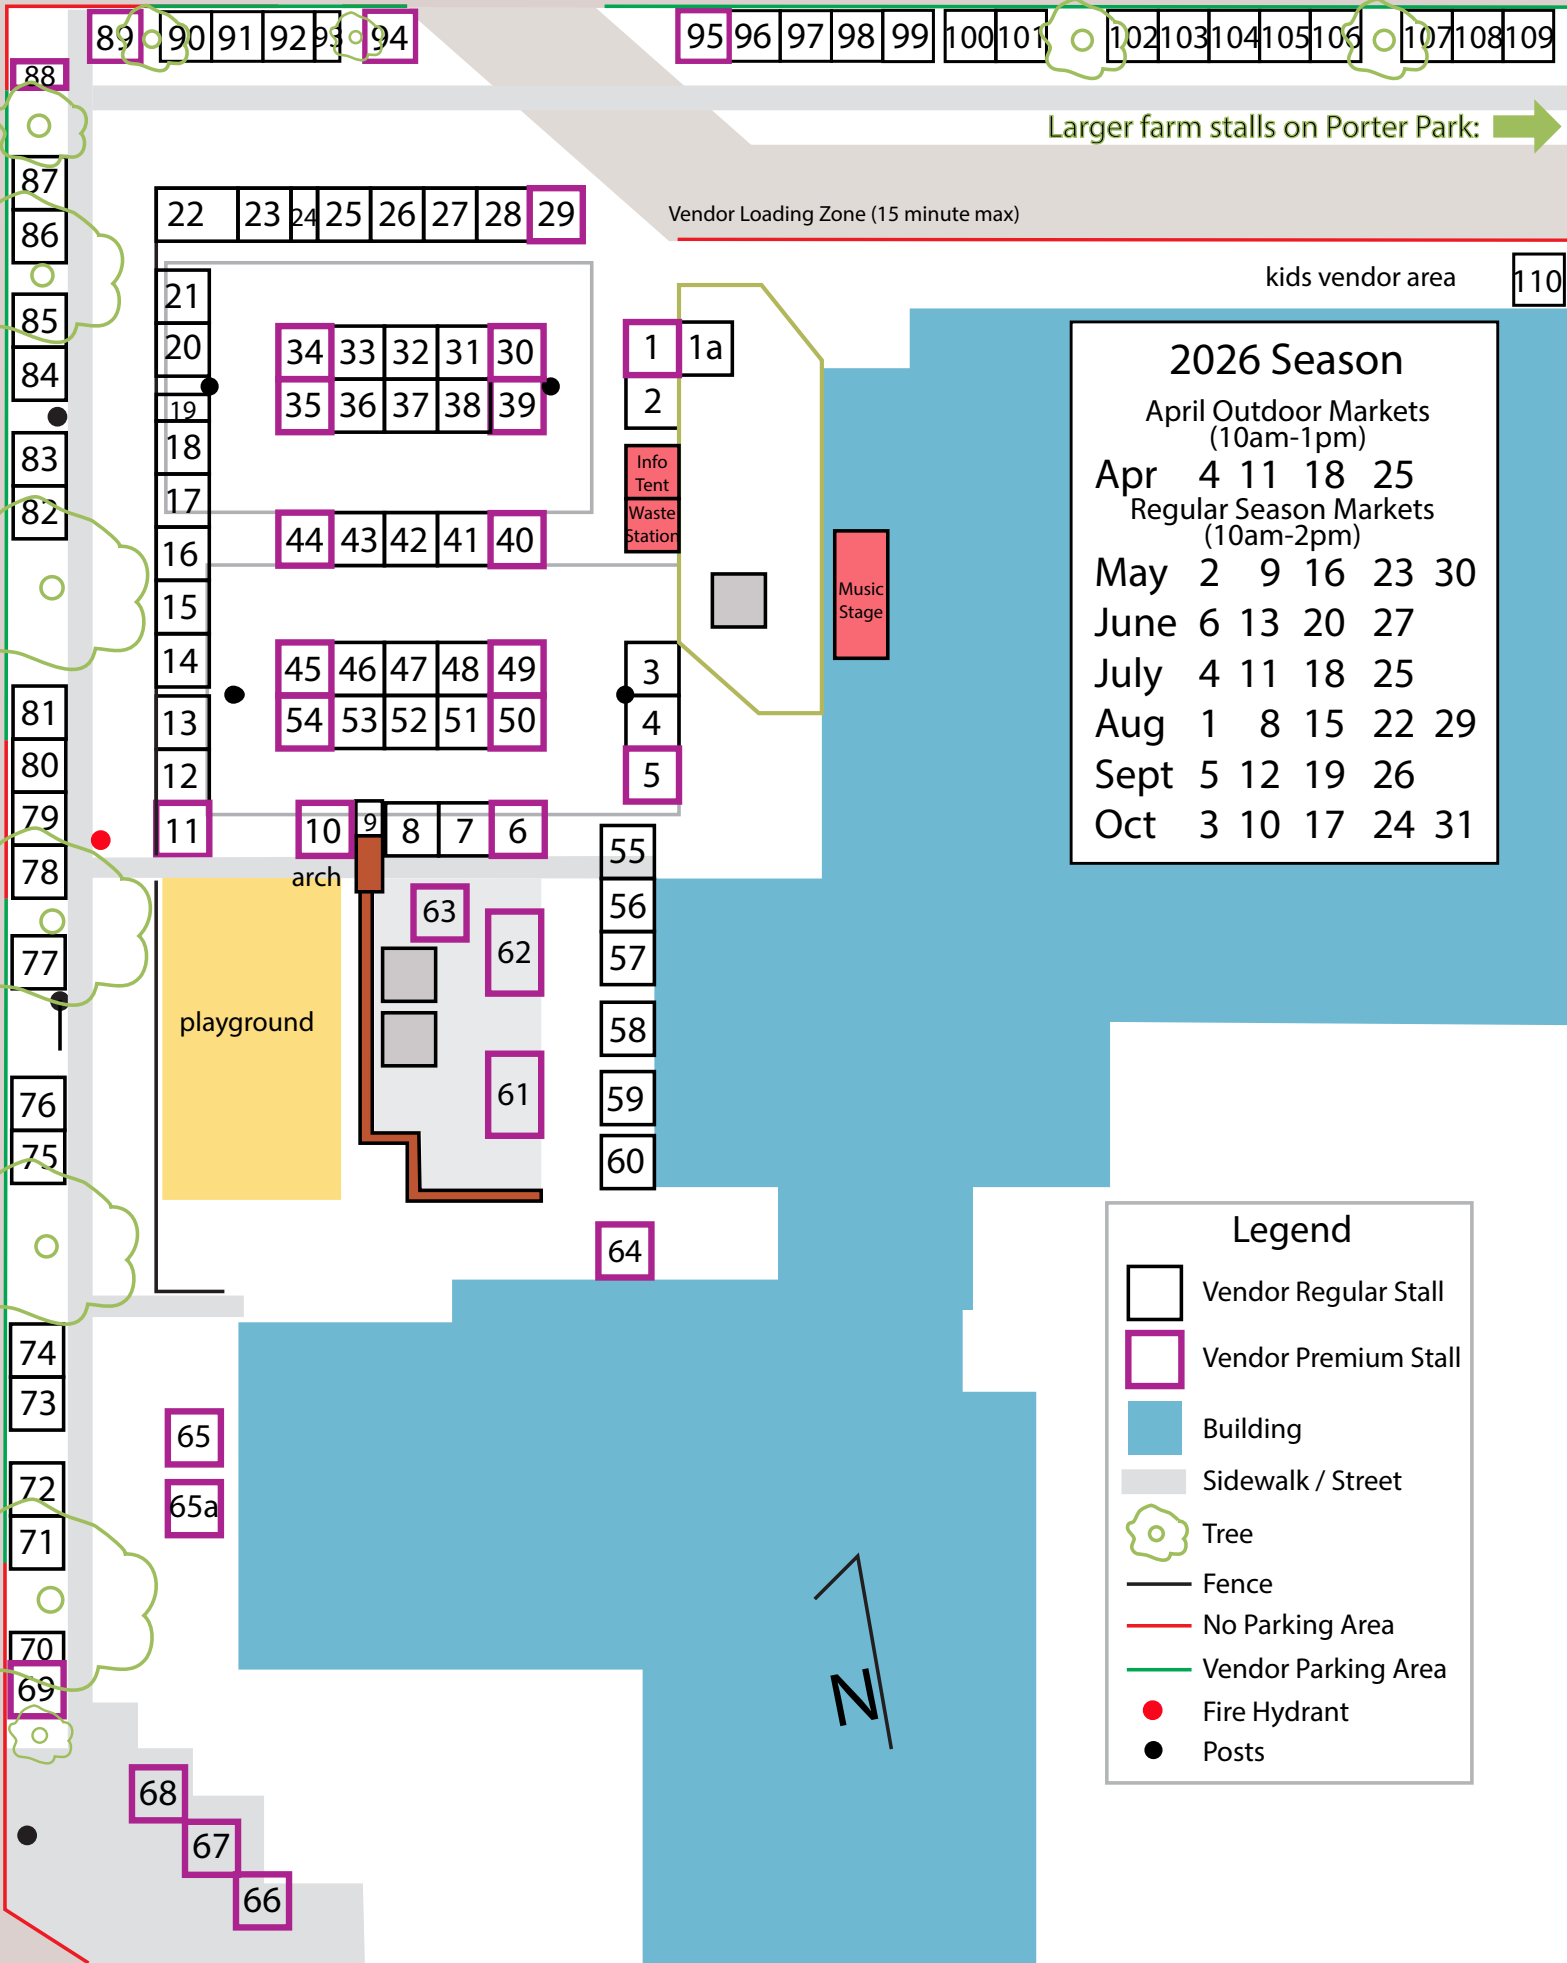 89 90 91 92 93 94 95 96 97 98 99 100 101 102 103 104 105 106 107 108 109
88
Larger farm stalls on Porter Park:
87
86
85
84
83
82
81
80
79
78
77
76
75
74
73
72
71
70
69
68
67
66
22 23 24 25 26 27 28 29
Vendor Loading Zone (15 minute max)
kids vendor area
110
21
20
19
18
17
16
15
14
13
12
11
34 33 32 31 30
35 36 37 38 39
44 43 42 41 40
45 46 47 48 49
54 53 52 51 50
10 9 8 7 6
arch
1 1a
2
Info
Tent
Waste
Station
Music
Stage
3
4
5
55
56
57
58
59
60
63
62
61
playground
64
65
65a
2026 Season
April Outdoor Markets
(10am-1pm)
Apr 4 11 18 25
Regular Season Markets
(10am-2pm)
May 2 9 16 23 30
June 6 13 20 27
July 4 11 18 25
Aug 1 8 15 22 29
Sept 5 12 19 26
Oct 3 10 17 24 31
Legend
Vendor Regular Stall
Vendor Premium Stall
Building
Sidewalk / Street
Tree
Fence
No Parking Area
Vendor Parking Area
Fire Hydrant
Posts
N